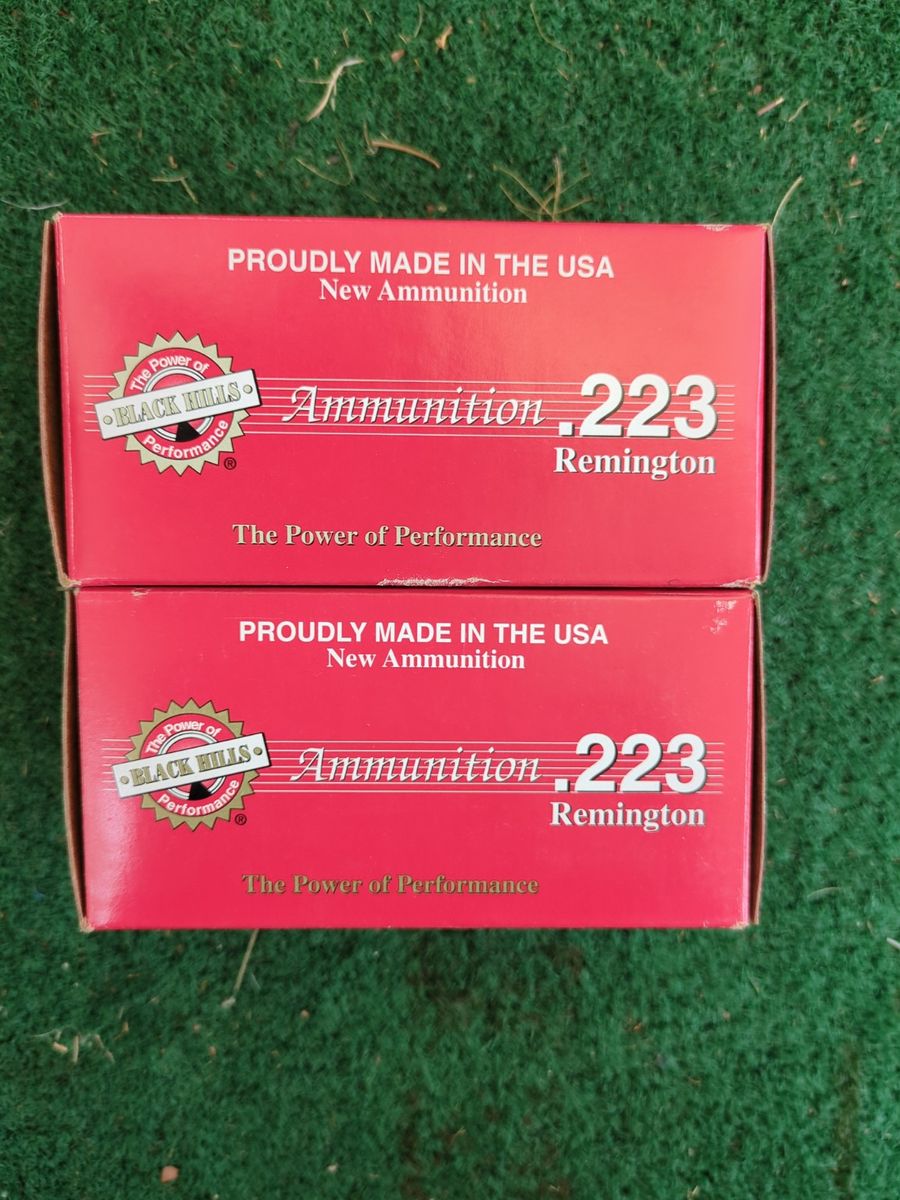 PROUDLY MADE IN THE USA
New Ammunition
The Power of
BLACK HILLS
Performance
®
Ammunition .223
Remington
The Power of Performance
PROUDLY MADE IN THE USA
New Ammunition
The Power of
BLACK HILLS
Performance
®
Ammunition .223
Remington
The Power of Performance